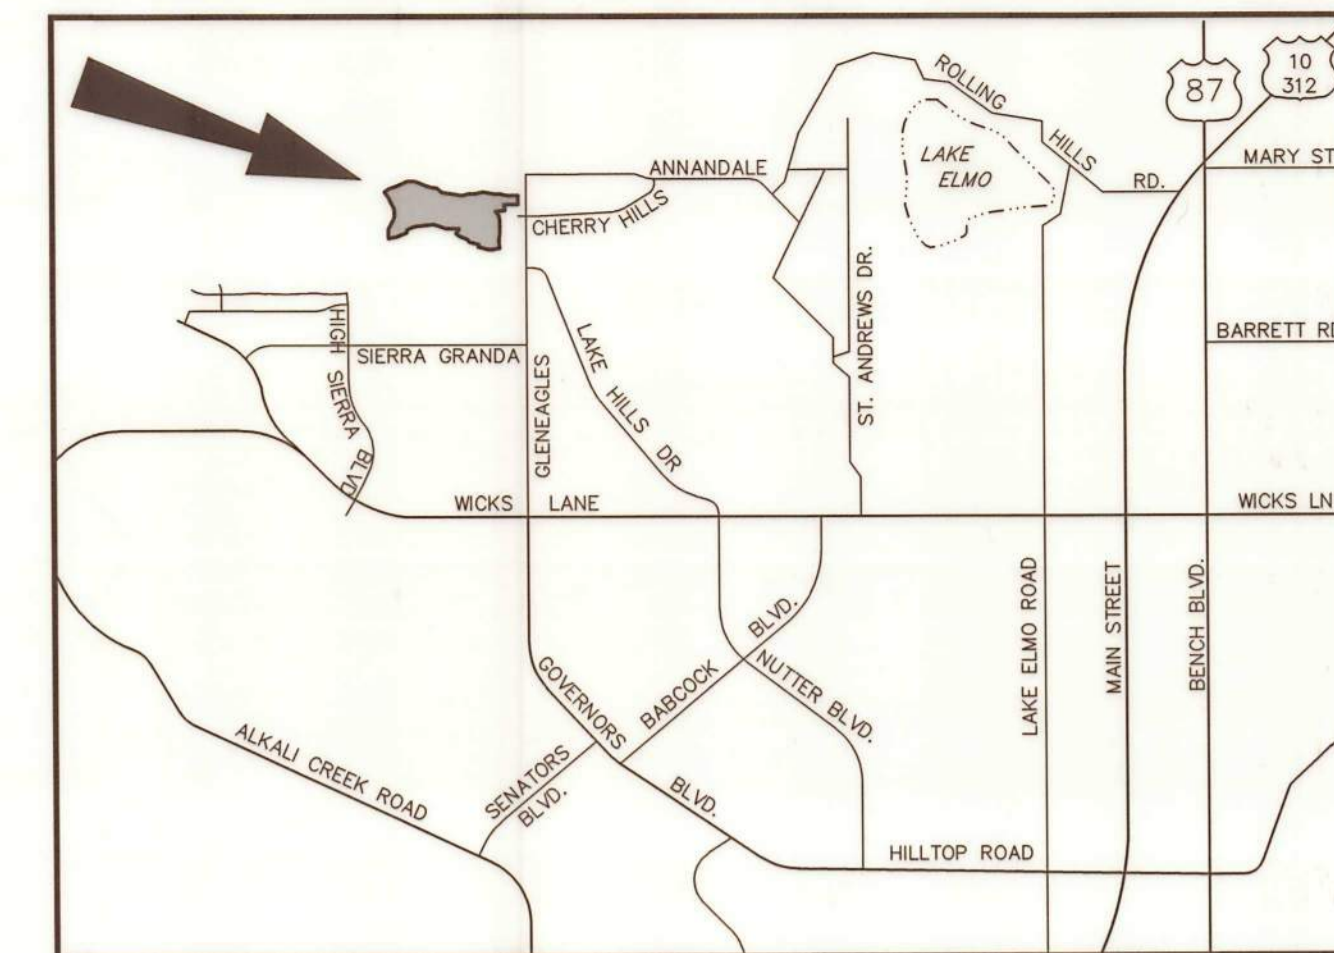 ROLLING
HILLS
RD.
87
10
312
LAKE
ELMO
ANNANDALE
MARY ST
CHERRY HILLS
ST. ANDREWS DR.
HIGH SIERRA BLVD
SIERRA GRANDA
GLENEAGLES
LAKE HILLS DR
BARRETT RD
WICKS LANE
WICKS LN
LAKE ELMO ROAD
MAIN STREET
BENCH BLVD.
GOVERNORS
BLVD.
BABCOCK
BLVD.
NUTTER BLVD.
SENATORS
BLVD.
ALKALI CREEK ROAD
HILLTOP ROAD